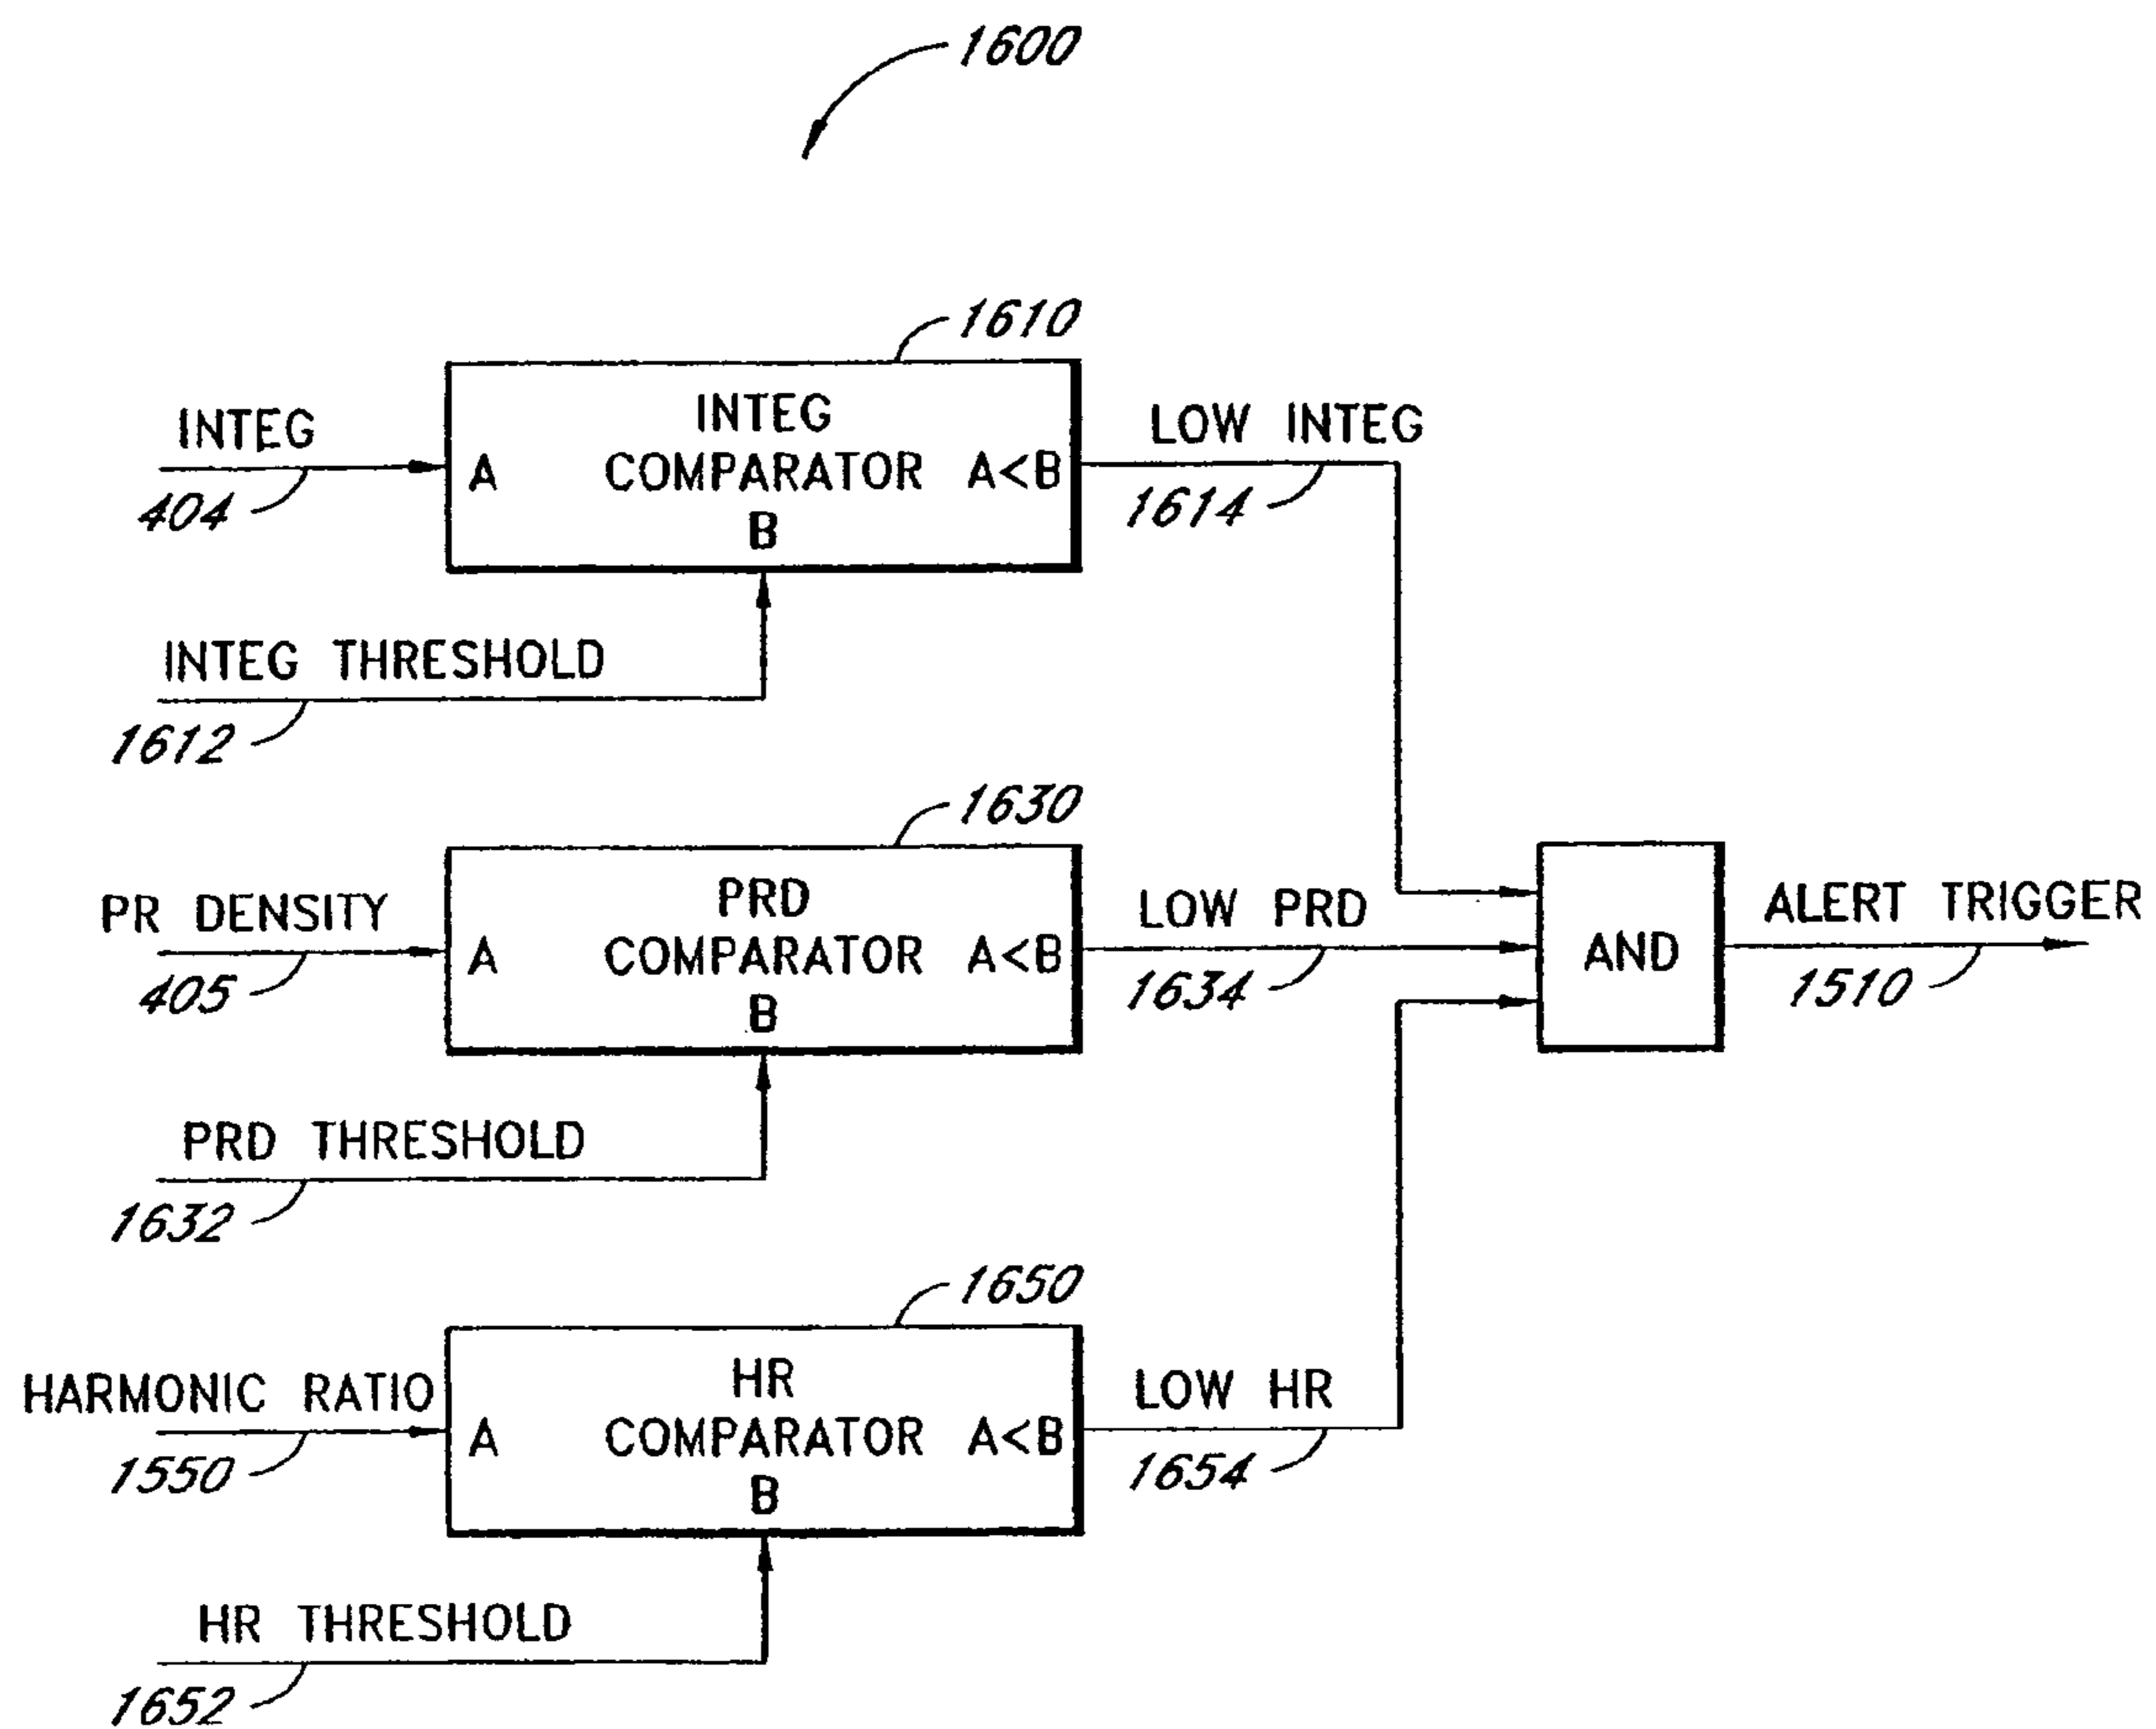 1600
1610
INTEG
404
A
INTEG
COMPARATOR
B
A<B
LOW INTEG
1614
INTEG THRESHOLD
1612
1630
PR DENSITY
405
A
PRD
COMPARATOR
B
A<B
LOW PRD
1634
AND
ALERT TRIGGER
1510
PRD THRESHOLD
1632
1650
HARMONIC RATIO
1550
A
HR
COMPARATOR
B
A<B
LOW HR
1654
HR THRESHOLD
1652